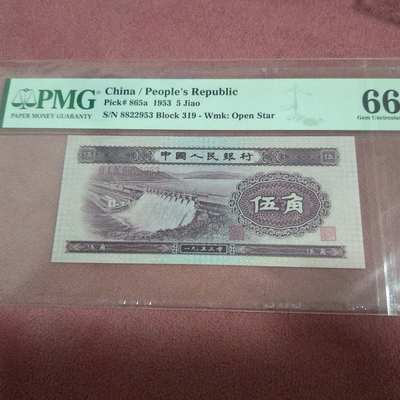 PMG
PAPER MONEY GUARANTY
China / People's Republic
Pick# 865a 1953 5 Jiao
S/N 8822953 Block 319 - Wmk: Open Star
66
Gem Uncirculated
中國人民銀行
伍角
一九五三年